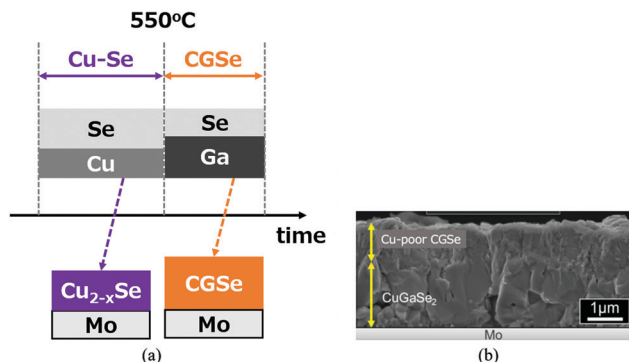 550°C
Cu-Se CGSe
Se Se
Cu Ga
time
Cu₂₋ₓSe CGSe
Mo Mo
(a)
Cu-poor CGSe
CuGaSe₂
1μm
Mo
(b)